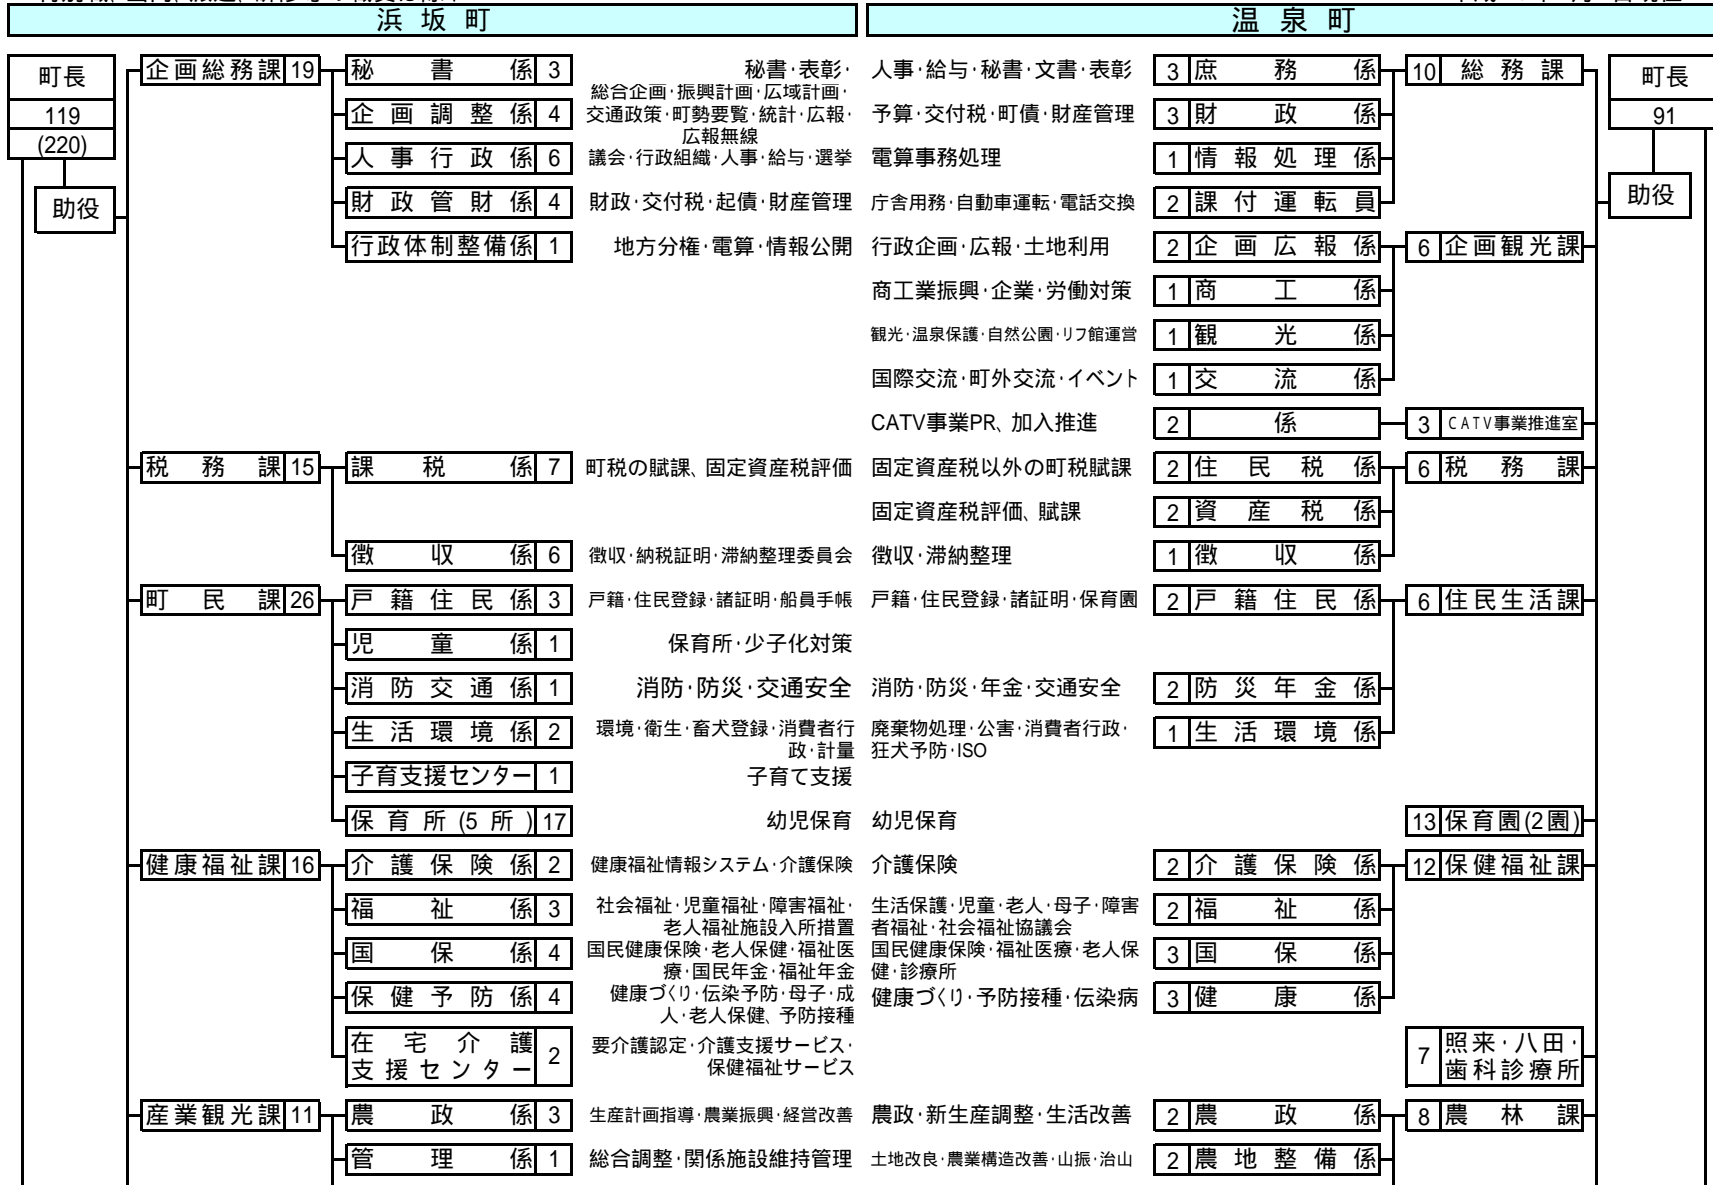 浜坂町 温泉町
町長 企画総務課 19 秘書係 3 秘書・表彰・ 人事・給与・秘書・文書・表彰 3 庶務係 10 総務課 町長
119 企画調整係 4 総合企画・振興計画・広域計画・ 予算・交付税・町債・財産管理 3 財政係 91
交通政策・町勢要覧・統計・広報・
広報無線
(220) 人事行政係 6 議会・行政組織・人事・給与・選挙 電算事務処理 1 情報処理係
助役 財政管財係 4 財政・交付税・起債・財産管理 庁舎用務・自動車運転・電話交換 2 課付運転員 助役
行政体制整備係 1 地方分権・電算・情報公開 行政企画・広報・土地利用 2 企画広報係 6 企画観光課
商工業振興・企業・労働対策 1 商工係
観光・温泉保護・自然公園・リフ館運営 1 観光係
国際交流・町外交流・イベント 1 交流係
CATV事業PR、加入推進 2 係 3 CATV事業推進室
税務課 15 課税係 7 町税の賦課、固定資産税評価 固定資産税以外の町税賦課 2 住民税係 6 税務課
固定資産税評価、賦課 2 資産税係
徴収係 6 徴収・納税証明・滞納整理委員会 徴収・滞納整理 1 徴収係
町民課 26 戸籍住民係 3 戸籍・住民登録・諸証明・船員手帳 戸籍・住民登録・諸証明・保育園 2 戸籍住民係 6 住民生活課
児童係 1 保育所・少子化対策
消防交通係 1 消防・防災・交通安全 消防・防災・年金・交通安全 2 防災年金係
生活環境係 2 環境・衛生・畜犬登録・消費者行 廃棄物処理・公害・消費者行政・ 1 生活環境係
政・計量 狂犬予防・ISO
子育支援センター 1 子育て支援
保育所(5所) 17 幼児保育 幼児保育 13 保育園(2園)
健康福祉課 16 介護保険係 2 健康福祉情報システム・介護保険 介護保険 2 介護保険係 12 保健福祉課
福祉係 3 社会福祉・児童福祉・障害福祉・ 生活保護・児童・老人・母子・障害 2 福祉係
老人福祉施設入所措置 者福祉・社会福祉協議会
国保係 4 国民健康保険・老人保健・福祉医 国民健康保険・福祉医療・老人保 3 国保係
療・国民年金・福祉年金 健・診療所
保健予防係 4 健康づくり・伝染予防・母子・成 健康づくり・予防接種・伝染病 3 健康係
人・老人保健、予防接種
在宅介護 2 要介護認定・介護支援サービス・ 7 照来・八田・
支援センター 保健福祉サービス 歯科診療所
産業観光課 11 農政係 3 生産計画指導・農業振興・経営改善 農政・新生産調整・生活改善 2 農政係 8 農林課
管理係 1 総合調整・関係施設維持管理 土地改良・農業構造改善・山振・治山 2 農地整備係